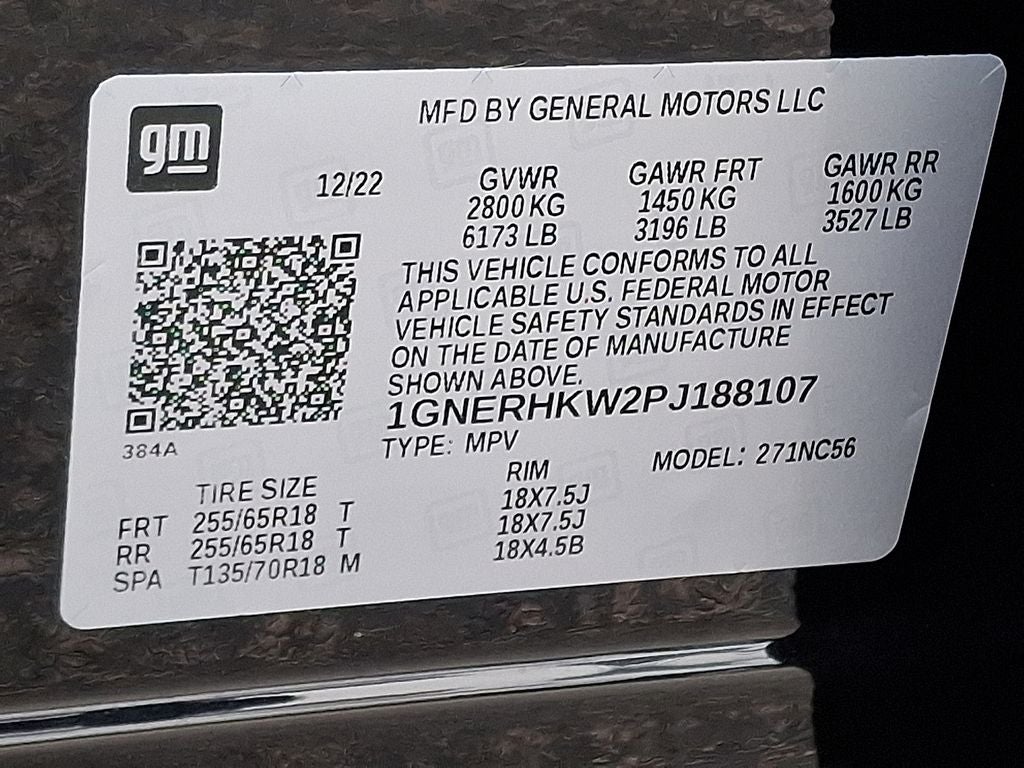 gm
MFD BY GENERAL MOTORS LLC
12/22
GVWR GAWR FRT GAWR RR
2800 KG 1450 KG 1600 KG
6173 LB 3196 LB 3527 LB
THIS VEHICLE CONFORMS TO ALL
APPLICABLE U.S. FEDERAL MOTOR
VEHICLE SAFETY STANDARDS IN EFFECT
ON THE DATE OF MANUFACTURE
SHOWN ABOVE.
1GNERHKW2PJ188107
384A
TYPE: MPV MODEL: 271NC56
TIRE SIZE RIM
FRT 255/65R18 T 18X7.5J
RR 255/65R18 T 18X7.5J
SPA T135/70R18 M 18X4.5B